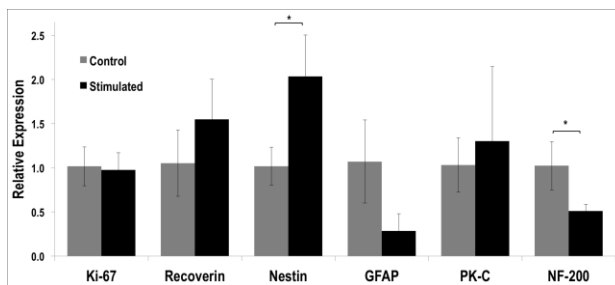 2.5
2.0
1.5
1.0
0.5
0.0
Relative Expression
Control
Stimulated
*
*
Ki-67 Recoverin Nestin GFAP PK-C NF-200